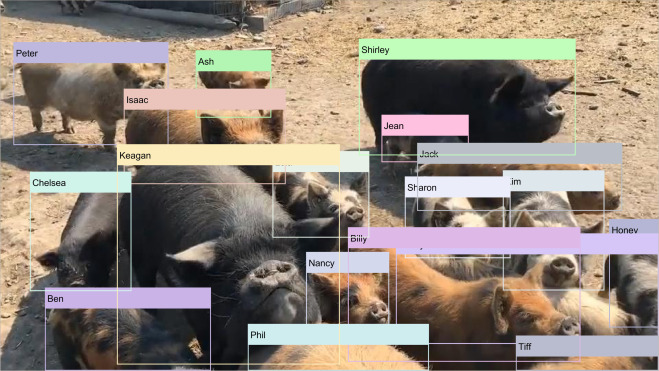 Peter
Ash
Shirley
Isaac
Jean
Jack
Keagan
Chelsea
Sharon
Billy
Honey
Nancy
Ben
Phil
Tiff